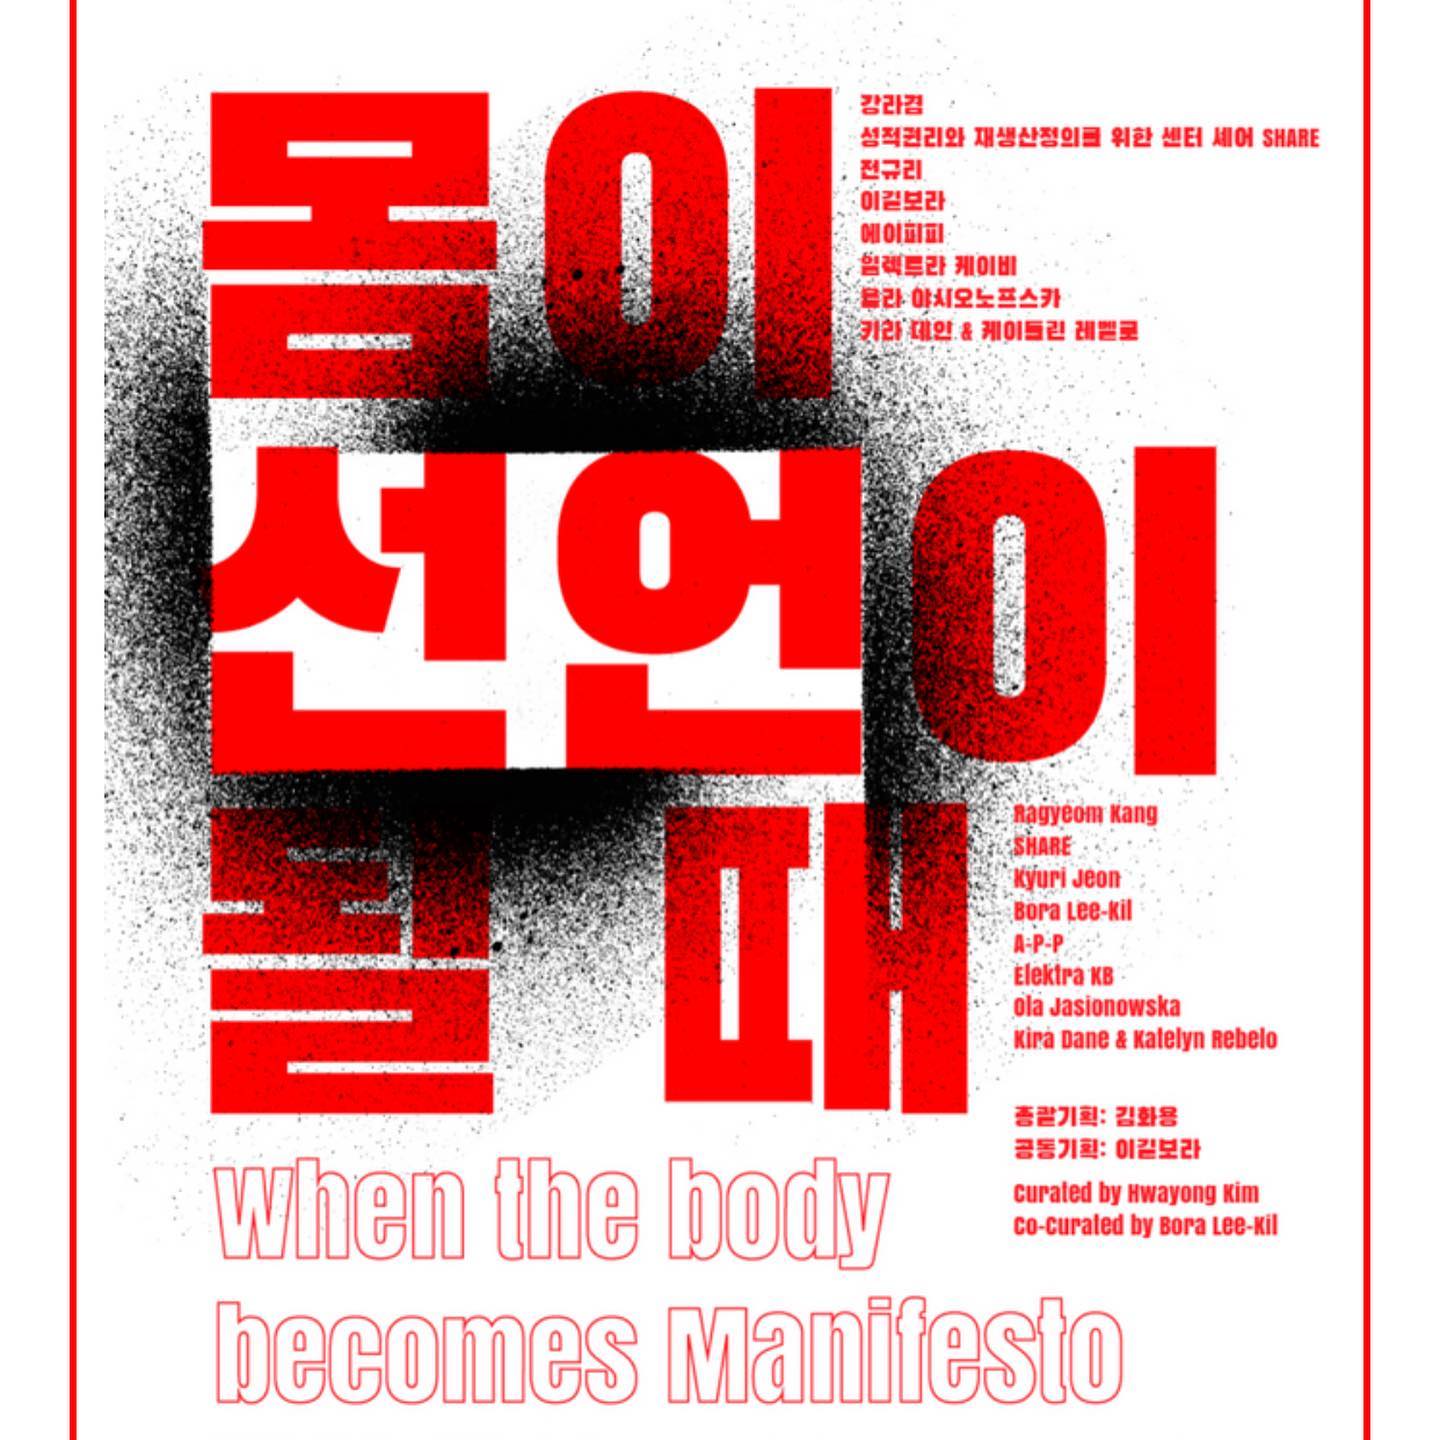 몸이
선언이
될 때
강라겸
성적권리와 재생산정의를 위한 센터 셰어 SHARE
전규리
이길보라
에이피피
일렉트라 케이비
올라 야시오노프스카
키라 데인 & 케이틀린 레벨로
Ragyeom Kang
SHARE
Kyuri Jeon
Bora Lee-Kil
A-P-P
Elektra KB
Ola Jasionowska
Kira Dane & Katelyn Rebelo
총괄기획: 김화용
공동기획: 이길보라
Curated by Hwayong Kim
Co-Curated by Bora Lee-Kil
when the body
becomes Manifesto